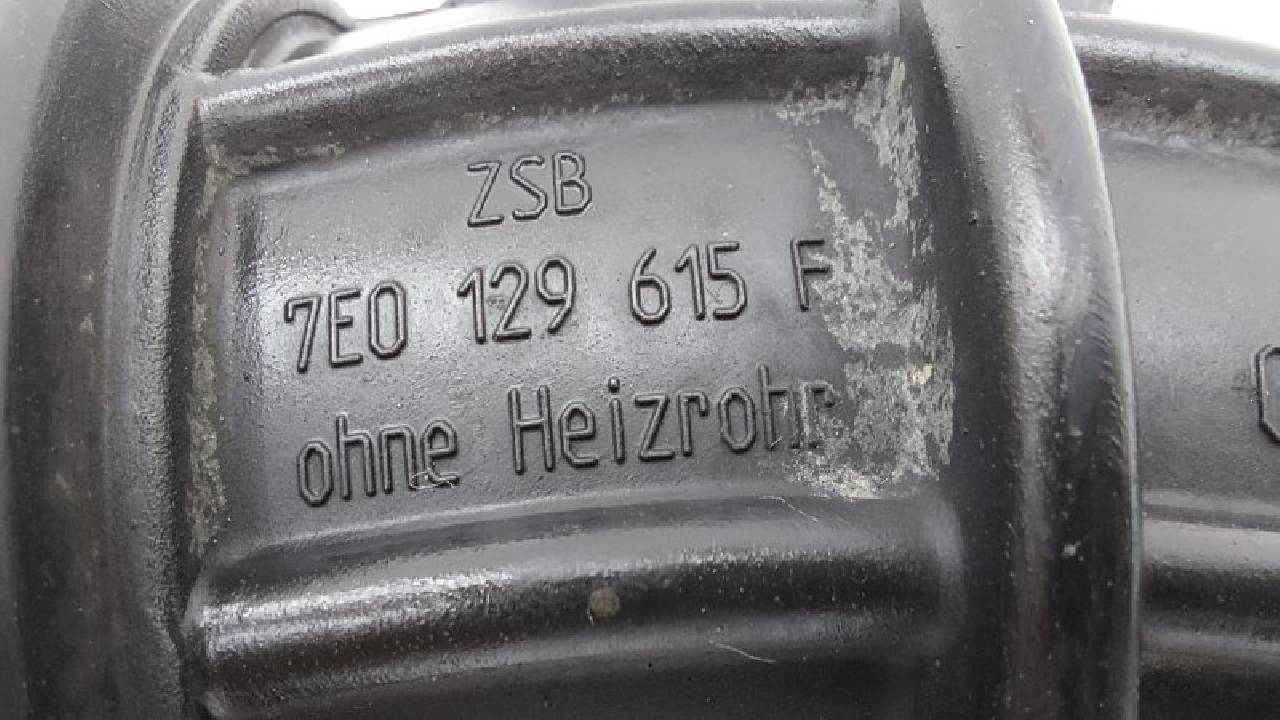 ZSB
7E0 129 615 F
ohne Heizrohr